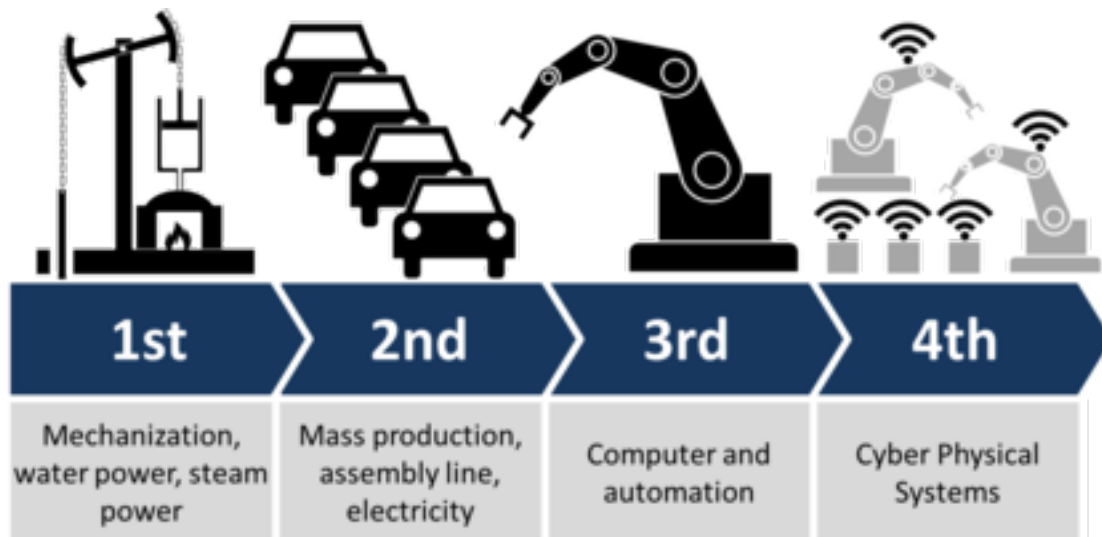 1st
2nd
3rd
4th
Mechanization,
water power, steam
power
Mass production,
assembly line,
electricity
Computer and
automation
Cyber Physical
Systems